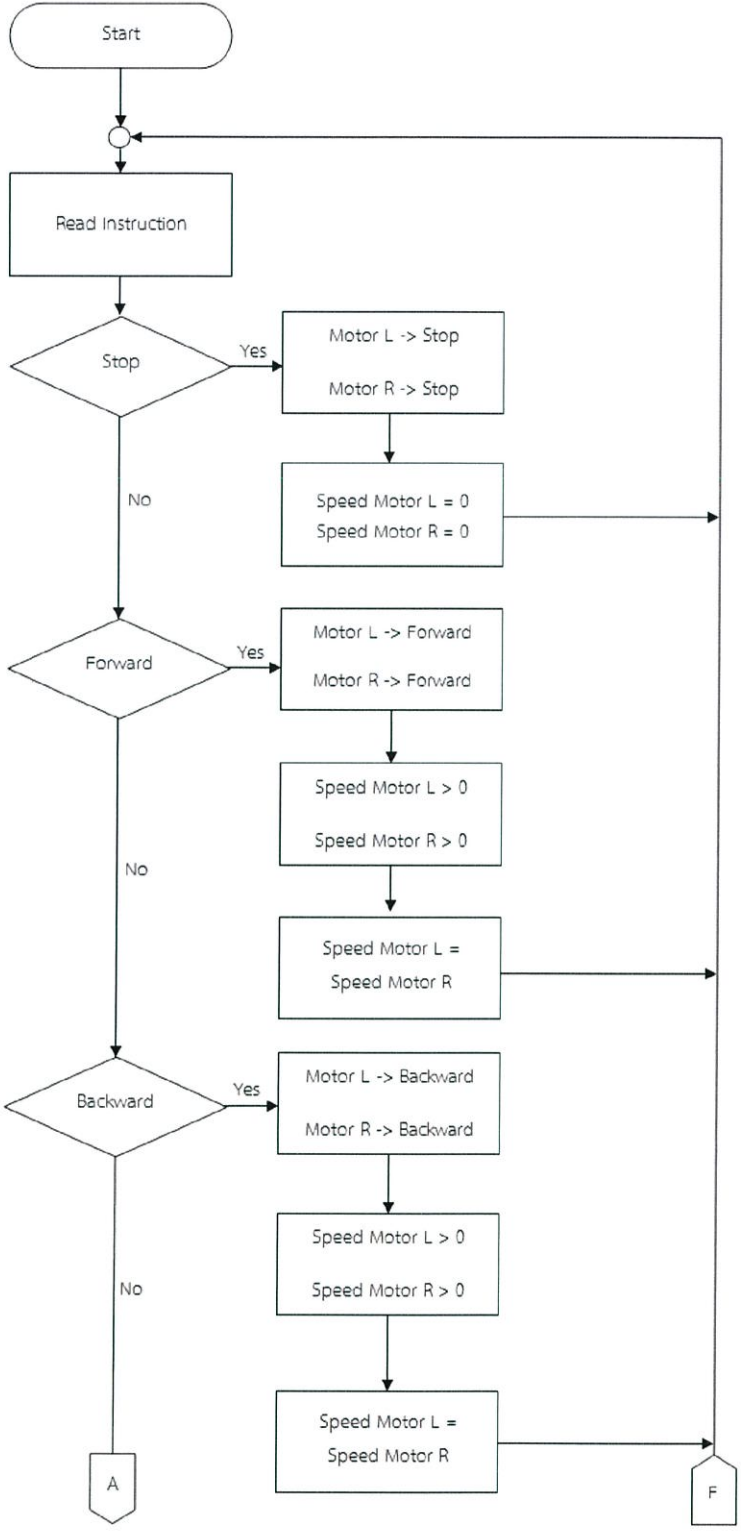 Start
Read Instruction
Stop
Yes
Motor L -> Stop
Motor R -> Stop
No
Speed Motor L = 0
Speed Motor R = 0
Forward
Yes
Motor L -> Forward
Motor R -> Forward
Speed Motor L > 0
Speed Motor R > 0
No
Speed Motor L =
Speed Motor R
Backward
Yes
Motor L -> Backward
Motor R -> Backward
Speed Motor L > 0
Speed Motor R > 0
No
Speed Motor L =
Speed Motor R
A
F